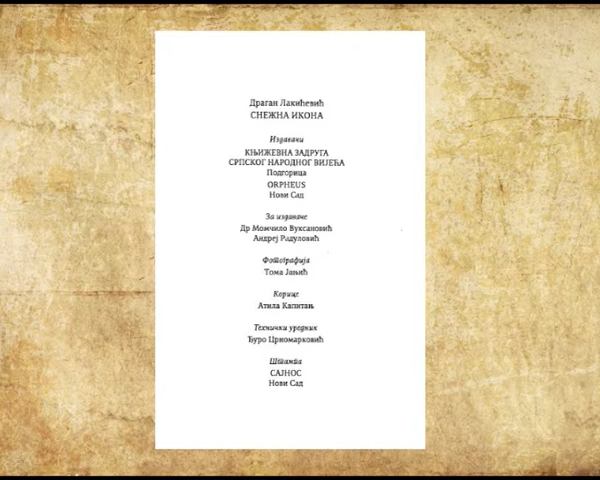 Драган Лакићевић
СНЕЖНА ИКОНА
Издавачи
КЊИЖЕВНА ЗАДРУГА
СРПСКОГ НАРОДНОГ ВИЈЕЋА
Подгорица
ORPHEUS
Нови Сад
За издаваче
Др Момчило Вуксановић
Андреј Радуловић
Фотографија
Тома Јањић
Корице
Атила Капитањ
Технички уредник
Ђуро Црномарковић
Штампа
САЈНОС
Нови Сад